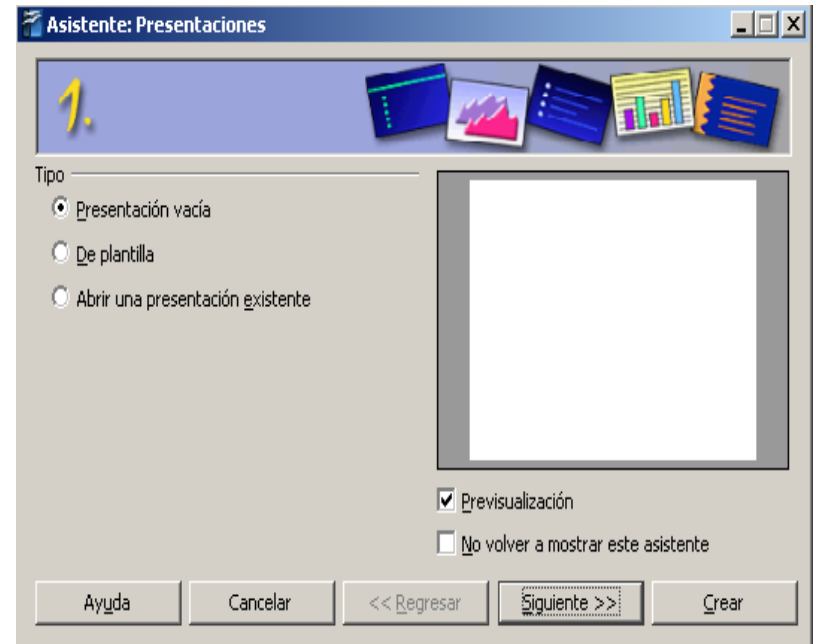 Asistente: Presentaciones
1.
Tipo
Presentación vacía
De plantilla
Abrir una presentación existente
Previsualización
No volver a mostrar este asistente
Ayuda
Cancelar
<< Regresar
Siguiente >>
Crear